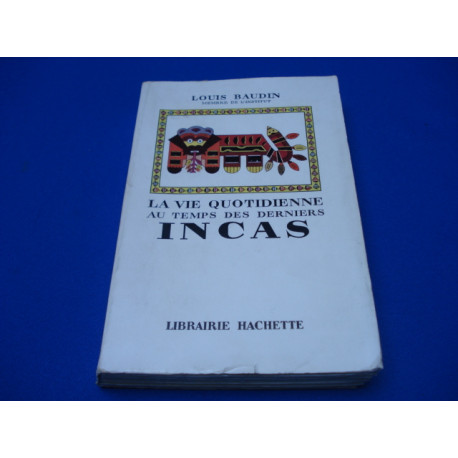 LOUIS BAUDIN
MEMBRE DE L'INSTITUT
LA VIE QUOTIDIENNE
AU TEMPS DES DERNIERS
INCAS
LIBRAIRIE HACHETTE